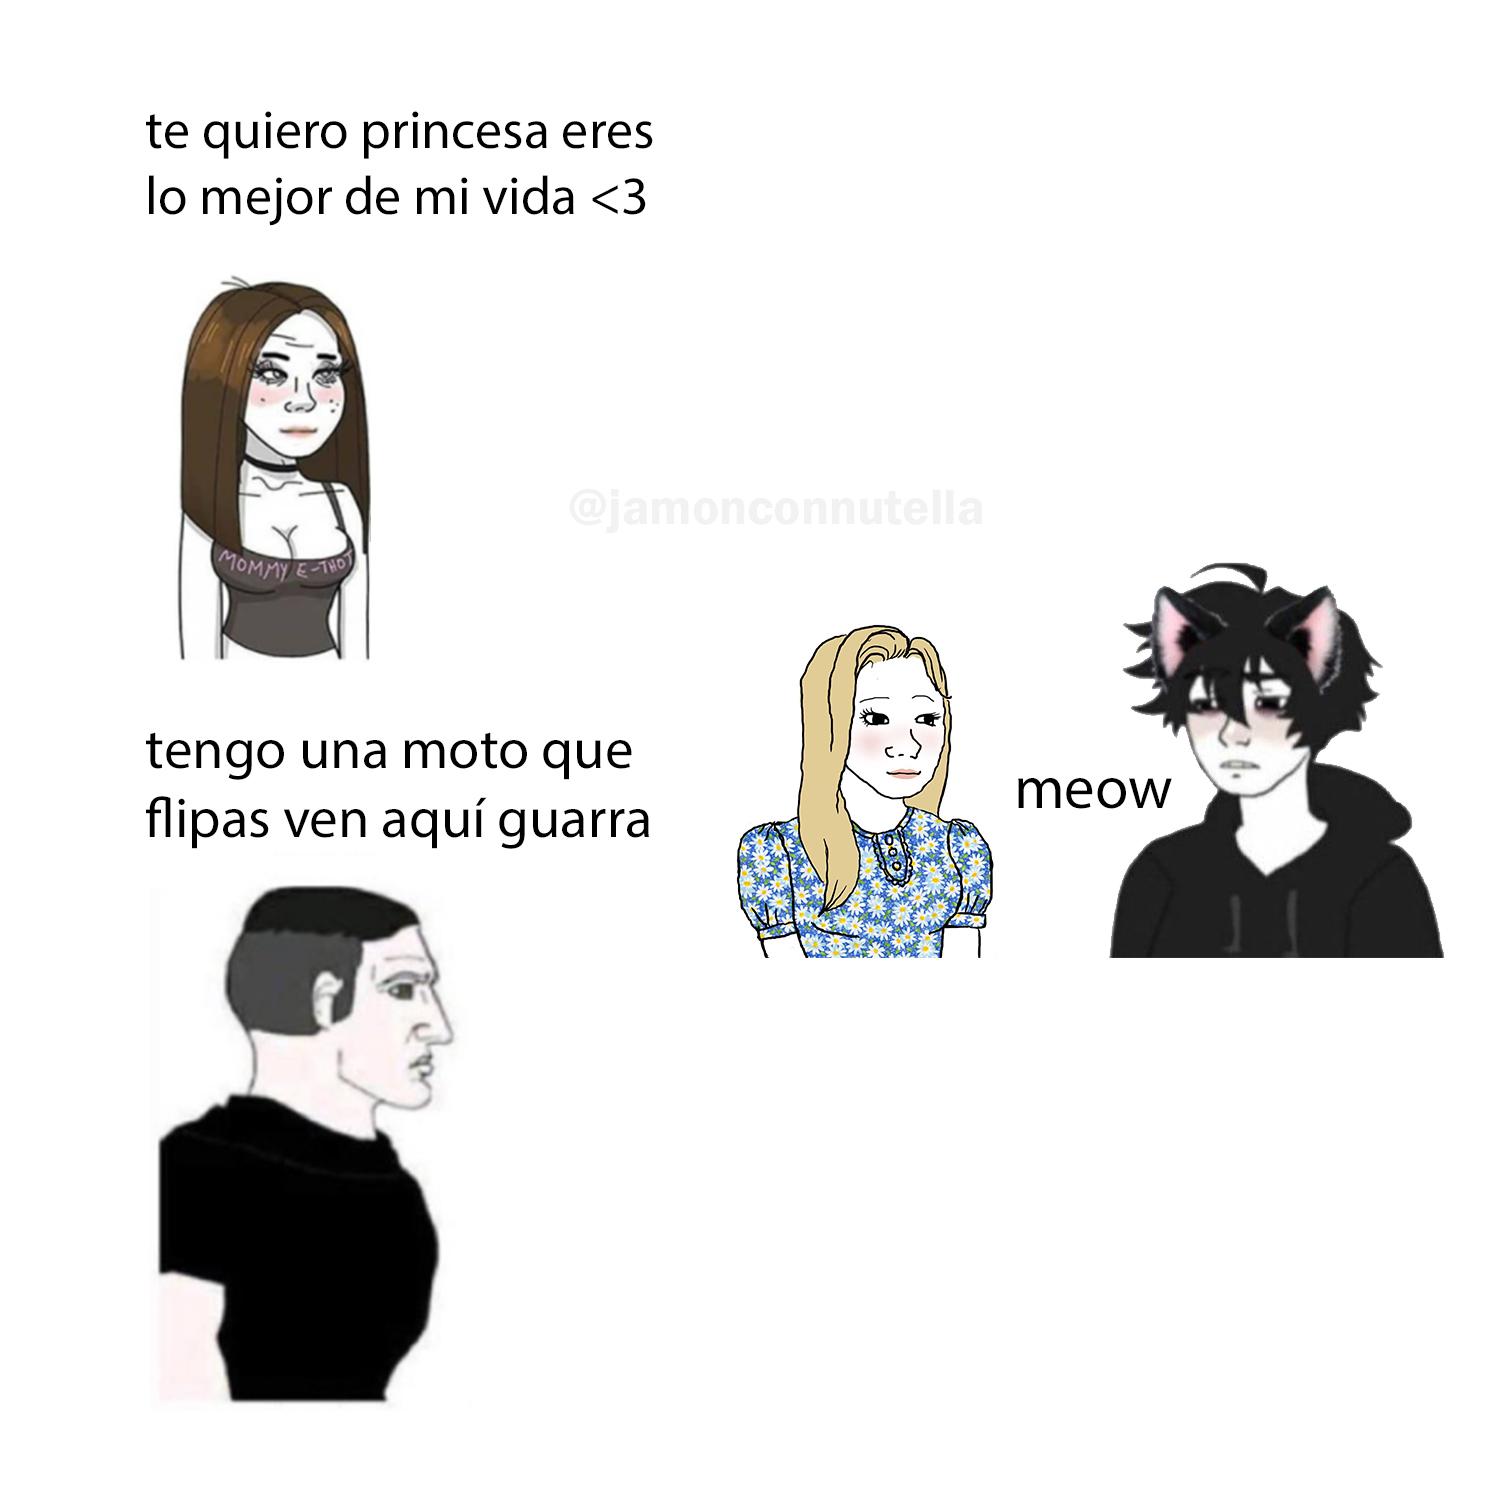 te quiero princesa eres
lo mejor de mi vida <3
MOMMY E-THOT
@jamonconnutella
tengo una moto que
flipas ven aquí guarra
meow